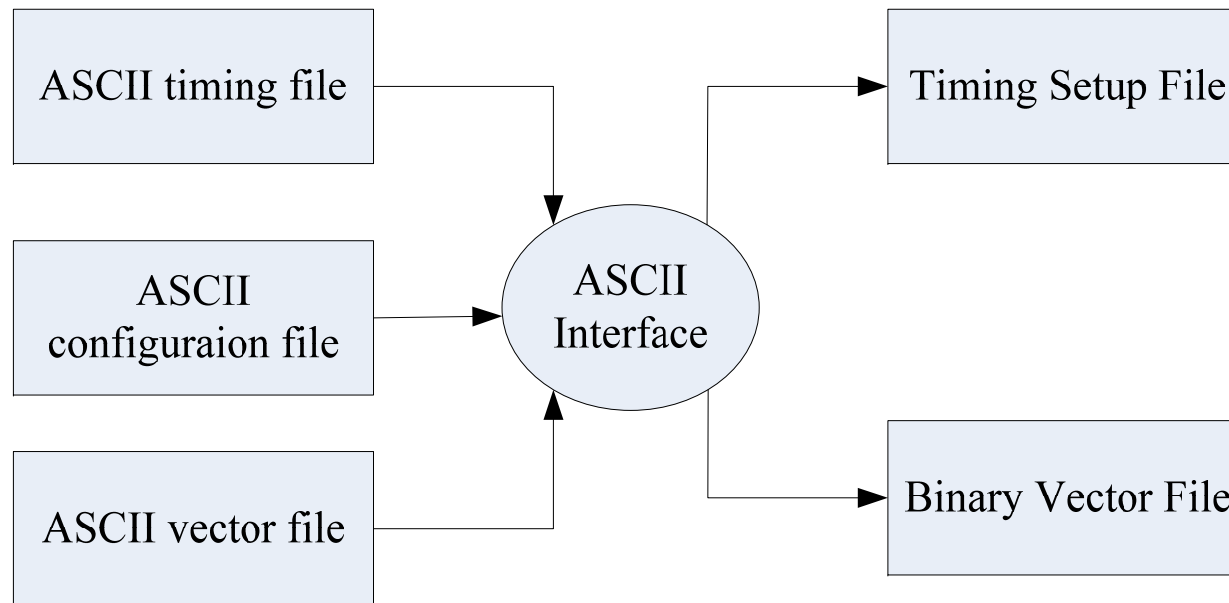 ASCII timing file
Timing Setup File
ASCII
configuraion file
ASCII
Interface
ASCII vector file
Binary Vector File